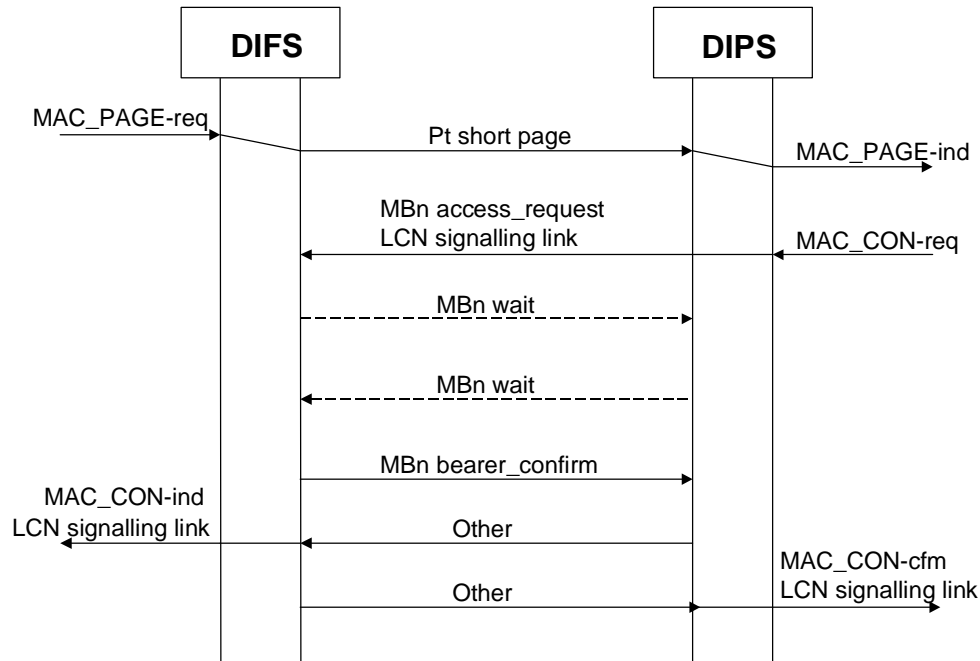 DIFS
DIPS
MAC_PAGE-req
Pt short page
MAC_PAGE-ind
MBn access_request
LCN signalling link
MAC_CON-req
MBn wait
MBn wait
MBn bearer_confirm
MAC_CON-ind
LCN signalling link
Other
MAC_CON-cfm
LCN signalling link
Other